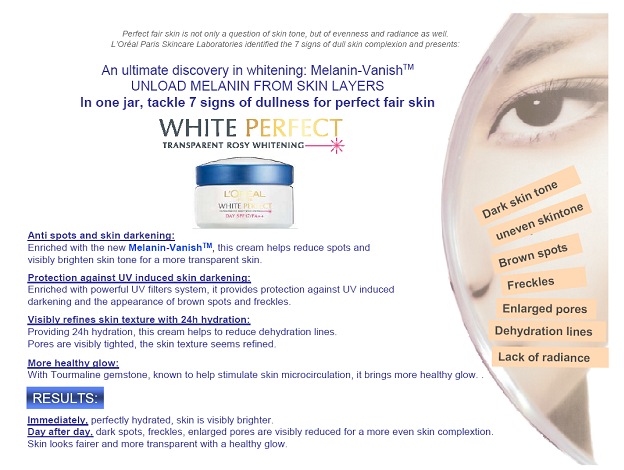 Perfect fair skin is not only a question of skin tone, but of evenness and radiance as well.
L'Oréal Paris Skincare Laboratories identified the 7 signs of dull skin complexion and presents:
An ultimate discovery in whitening: Melanin-Vanish™
UNLOAD MELANIN FROM SKIN LAYERS
In one jar, tackle 7 signs of dullness for perfect fair skin
WHITE PERFECT
TRANSPARENT ROSY WHITENING
L'ORÉAL
WHITE PERFECT
DAY SPF17/PA++
Anti spots and skin darkening:
Enriched with the new Melanin-Vanish™, this cream helps reduce spots and
visibly brighten skin tone for a more transparent skin.
Protection against UV induced skin darkening:
Enriched with powerful UV filters system, it provides protection against UV induced
darkening and the appearance of brown spots and freckles.
Visibly refines skin texture with 24h hydration:
Providing 24h hydration, this cream helps to reduce dehydration lines.
Pores are visibly tighted, the skin texture seems refined.
More healthy glow:
With Tourmaline gemstone, known to help stimulate skin microcirculation, it brings more healthy glow. .
RESULTS:
Immediately, perfectly hydrated, skin is visibly brighter.
Day after day, dark spots, freckles, enlarged pores are visibly reduced for a more even skin complextion.
Skin looks fairer and more transparent with a healthy glow.
Dark skin tone
uneven skintone
Brown spots
Freckles
Enlarged pores
Dehydration lines
Lack of radiance